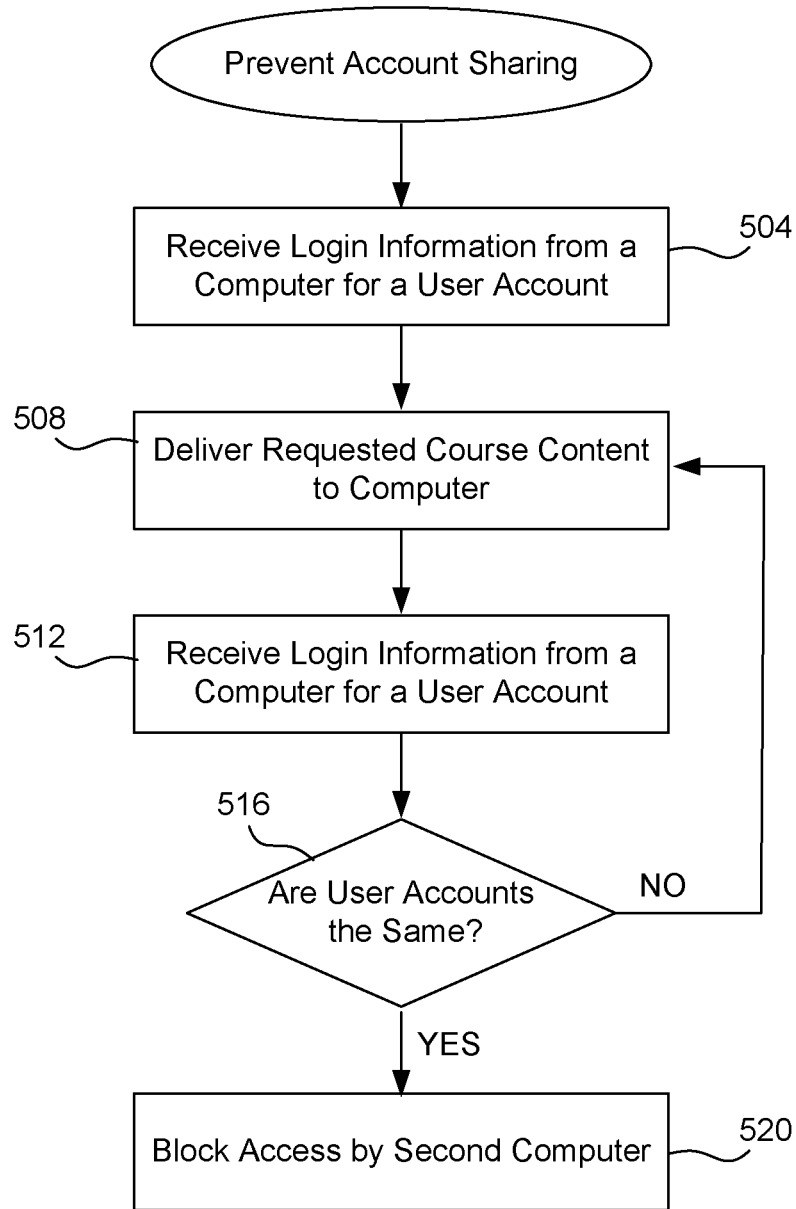 Prevent Account Sharing
504
Receive Login Information from a
Computer for a User Account
508
Deliver Requested Course Content
to Computer
512
Receive Login Information from a
Computer for a User Account
516
Are User Accounts
the Same?
NO
YES
520
Block Access by Second Computer